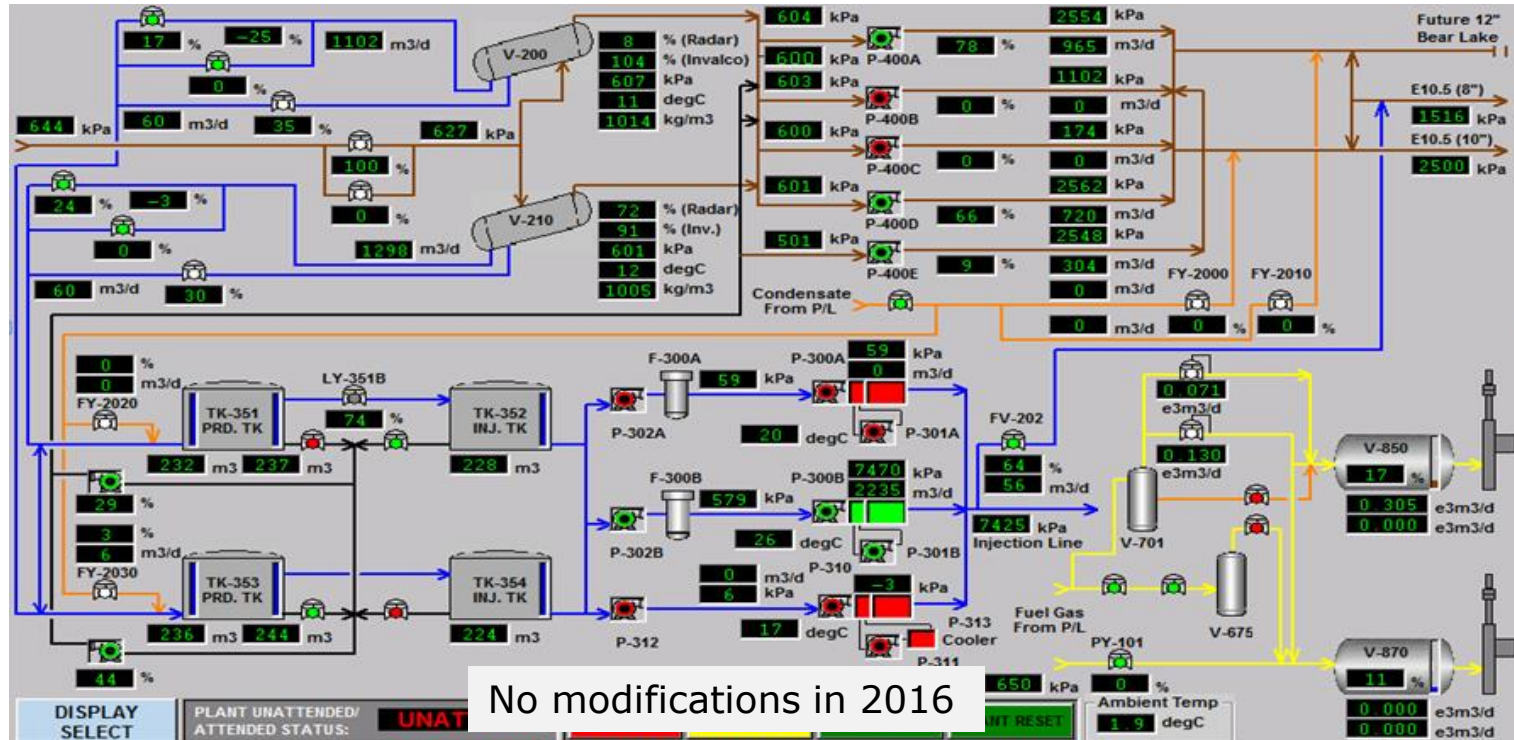 17 % -25 % 1102 m3/d
0 %
60 m3/d 35 %
644 kPa
100 %
627 kPa
0 %
24 % -3 %
0 %
1298 m3/d
60 m3/d 30 %
V-200
8 % (Radar)
104 % (Invalco)
607 kPa
11 degC
1014 kg/m3
V-210
72 % (Radar)
91 % (Inv.)
601 kPa
12 degC
1005 kg/m3
604 kPa
600 kPa
603 kPa
600 kPa
601 kPa
501 kPa
P-400A
78 %
P-400B
0 %
P-400C
0 %
P-400D
66 %
P-400E
9 %
2554 kPa
965 m3/d
1102 kPa
0 m3/d
174 kPa
0 m3/d
2562 kPa
720 m3/d
2548 kPa
304 m3/d
0 m3/d
0 m3/d
Future 12"
Bear Lake
E10.5 (8")
1516 kPa
E10.5 (10")
2500 kPa
FY-2000 FY-2010
0 % 0 %
Condensate
From P/L
0 %
0 m3/d
FY-2020
TK-351
PRD. TK
232 m3 237 m3
29 %
3 %
6 m3/d
FY-2030
TK-353
PRD. TK
236 m3 244 m3
44 %
LY-351B
74 %
TK-352
INJ. TK
228 m3
TK-354
INJ. TK
224 m3
P-302A
F-300A
59 kPa
P-300A
59 kPa
0 m3/d
20 degC
P-301A
P-302B
F-300B
579 kPa
P-300B
7470 kPa
2235 m3/d
26 degC
P-301B
P-312
0 m3/d
6 kPa
P-310
-3 kPa
17 degC
P-313
Cooler
P-311
FV-202
64 %
56 m3/d
7425 kPa
Injection Line
0.071
e3m3/d
0.130
e3m3/d
V-701
V-675
Fuel Gas
From P/L
PY-101
650 kPa 0 %
V-850
17 %
0.305 e3m3/d
0.000 e3m3/d
V-870
11 %
0.000 e3m3/d
0.000 e3m3/d
DISPLAY
SELECT
PLANT UNATTENDED/
ATTENDED STATUS:
No modifications in 2016
RESET
Ambient Temp
1.9 degC